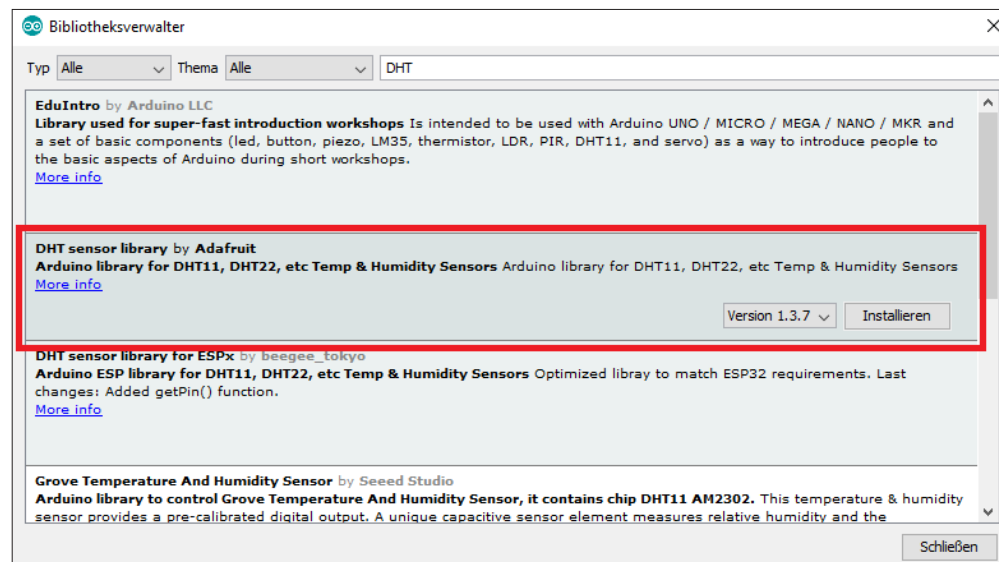 Bibliotheksverwalter
Typ Alle Thema Alle DHT
EduIntro by Arduino LLC
Library used for super-fast introduction workshops Is intended to be used with Arduino UNO / MICRO / MEGA / NANO / MKR and
a set of basic components (led, button, piezo, LM35, thermistor, LDR, PIR, DHT11, and servo) as a way to introduce people to
the basic aspects of Arduino during short workshops.
More info
DHT sensor library by Adafruit
Arduino library for DHT11, DHT22, etc Temp & Humidity Sensors Arduino library for DHT11, DHT22, etc Temp & Humidity Sensors
More info
Version 1.3.7 Installieren
DHT sensor library for ESPx by beegee_tokyo
Arduino ESP library for DHT11, DHT22, etc Temp & Humidity Sensors Optimized libray to match ESP32 requirements. Last
changes: Added getPin() function.
More info
Grove Temperature And Humidity Sensor by Seeed Studio
Arduino library to control Grove Temperature And Humidity Sensor, it contains chip DHT11 AM2302. This temperature & humidity
sensor provides a pre-calibrated digital output. A unique capacitive sensor element measures relative humidity and the
Schließen